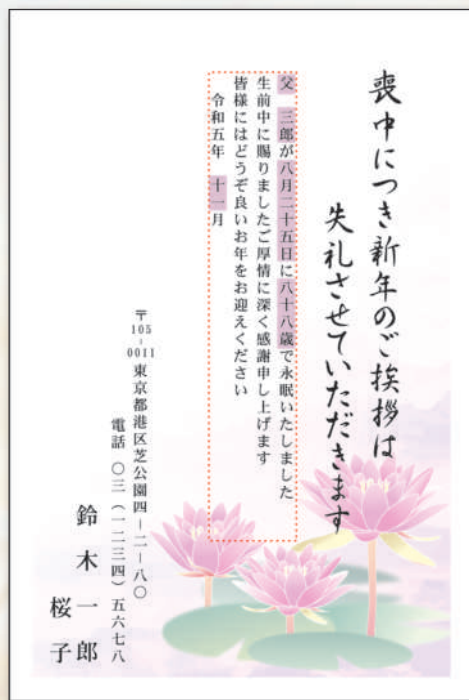 喪中につき新年のご挨拶は
失礼させていただきます
父　三郎が八月二十五日に八十八歳で永眠いたしました
生前中に賜りましたご厚情に深く感謝申し上げます
皆様にはどうぞ良いお年をお迎えください
令和五年　十一月
〒105-0011 東京都港区芝公園四-二-八〇
電話　〇三(一二三四)五六七八
鈴木一郎
桜子